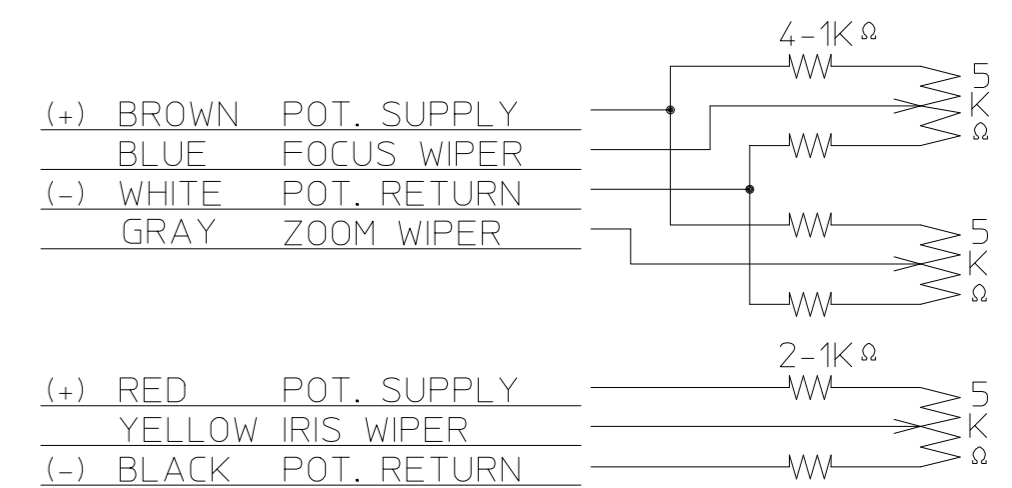 4-1K Ω
(+) BROWN POT. SUPPLY
BLUE FOCUS WIPER
(-) WHITE POT. RETURN
GRAY ZOOM WIPER
5
K
Ω
5
K
Ω
2-1K Ω
(+) RED POT. SUPPLY
YELLOW IRIS WIPER
(-) BLACK POT. RETURN
5
K
Ω